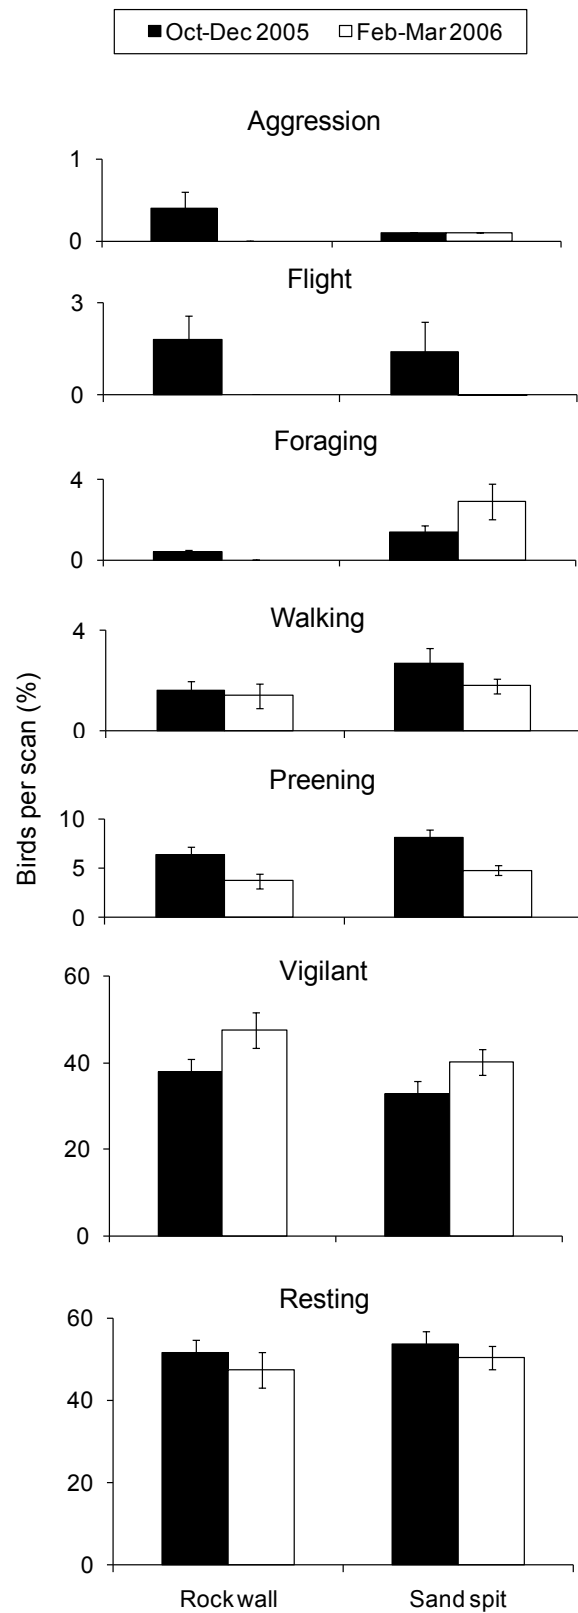 Oct-Dec 2005 Feb-Mar 2006
Aggression
1
0
Flight
3
0
Foraging
4
0
Walking
4
0
Preening
10
5
0
Vigilant
60
40
20
0
Resting
60
40
20
0
Rock wall Sand spit
Birds per scan (%)